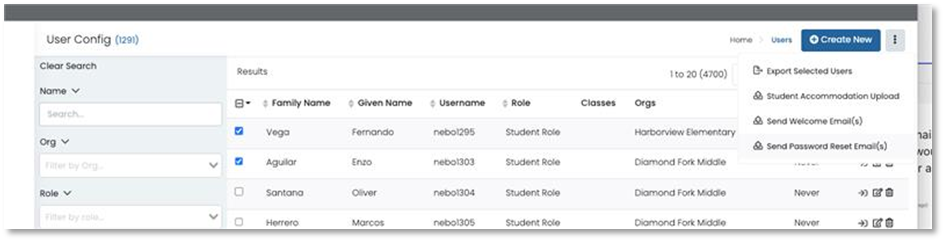 User Config (1291)
Home > Users
Create New
Clear Search
Name
Search...
Org
Filter by Org...
Role
Filter by role...
Results
1 to 20 (4700)
Export Selected Users
Student Accommodation Upload
Send Welcome Email(s)
Send Password Reset Email(s)
Family Name Given Name Username Role Classes Orgs
Vega Fernando nebo1295 Student Role Harborview Elementary
Aguilar Enzo nebo1303 Student Role Diamond Fork Middle Never
Santana Oliver nebo1304 Student Role Diamond Fork Middle Never
Herrero Marcos nebo1305 Student Role Diamond Fork Middle Never